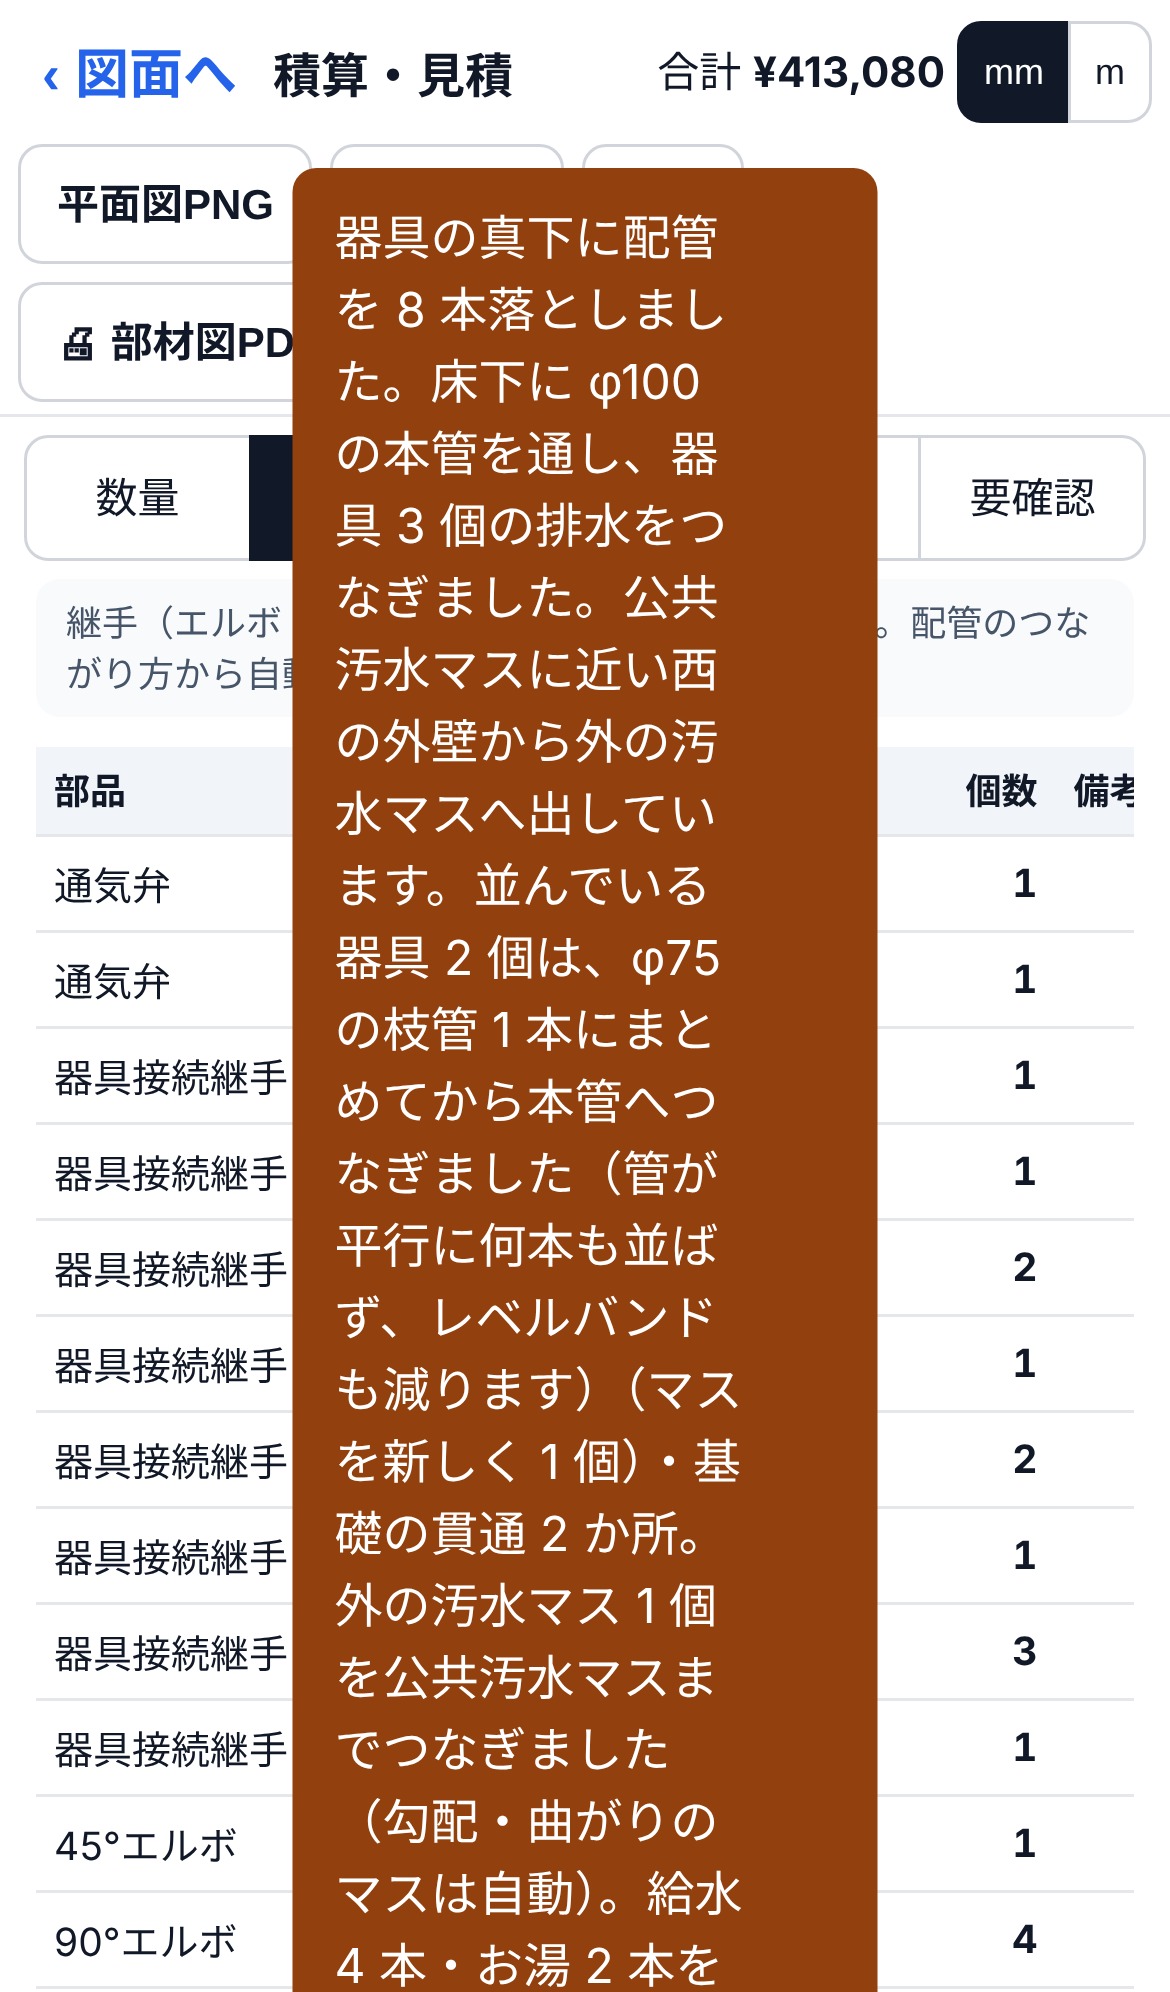 ‹ 図面へ 積算・見積 合計 ¥413,080 mm m
平面図PNG
部材図PD
数量 要確認
継手（エルボ 。配管のつな
がり方から自
部品 個数 備考
通気弁 1
通気弁 1
器具接続継手 1
器具接続継手 1
器具接続継手 2
器具接続継手 1
器具接続継手 2
器具接続継手 1
器具接続継手 3
器具接続継手 1
45°エルボ 1
90°エルボ 4
器具の真下に配管
を 8 本落としまし
た。床下に φ100
の本管を通し、器
具 3 個の排水をつ
なぎました。公共
汚水マスに近い西
の外壁から外の汚
水マスへ出してい
ます。並んでいる
器具 2 個は、φ75
の枝管 1 本にまと
めてから本管へつ
なぎました（管が
平行に何本も並ば
ず、レベルバンド
も減ります）（マス
を新しく 1 個）・基
礎の貫通 2 か所。
外の汚水マス 1 個
を公共汚水マスま
でつなぎました
（勾配・曲がりの
マスは自動）。給水
4 本・お湯 2 本を